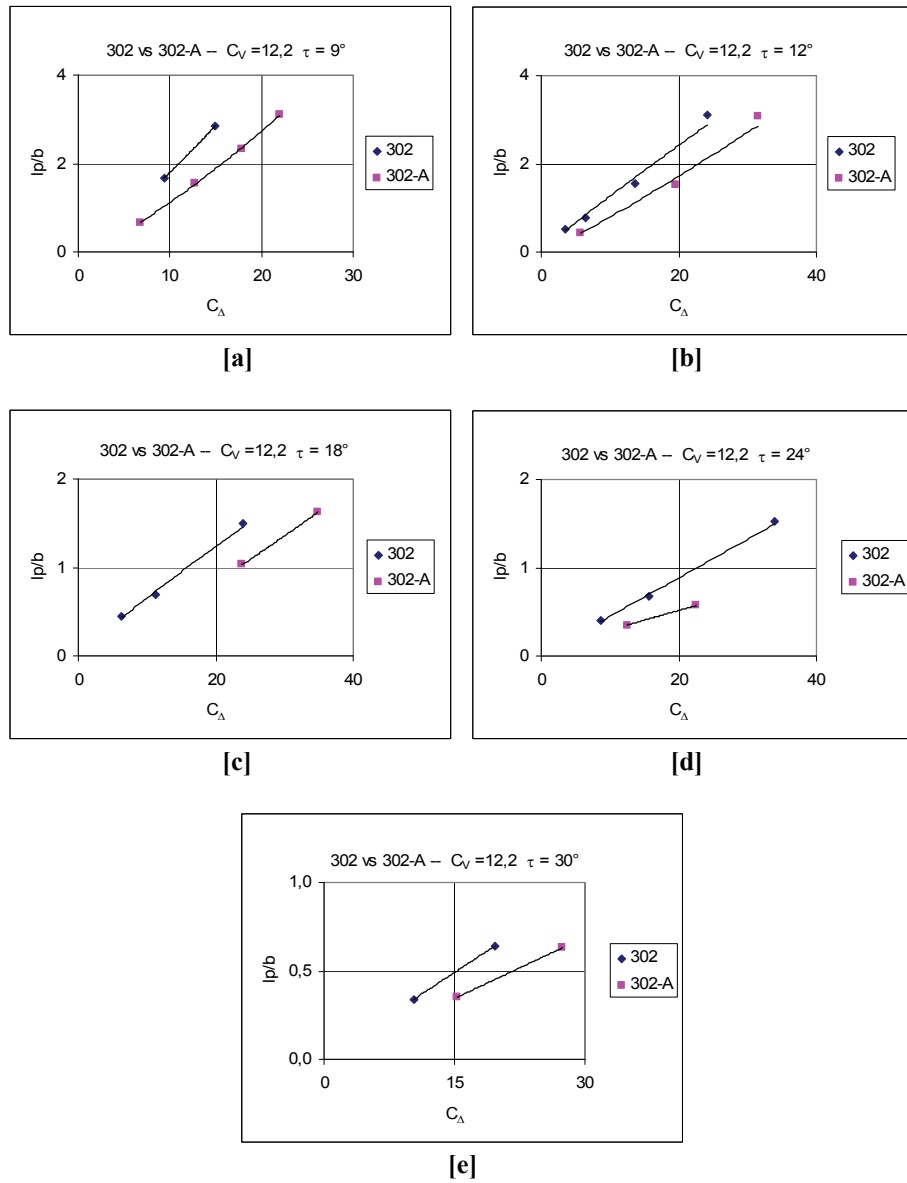 302 vs 302-A -- C_V =12,2 τ = 9°
4
2
0
lp/b
0 10 20 30
C_Δ
302
302-A
[a]
302 vs 302-A -- C_V =12,2 τ = 12°
4
2
0
lp/b
0 20 40
C_Δ
302
302-A
[b]
302 vs 302-A -- C_V =12,2 τ = 18°
2
1
0
lp/b
0 20 40
C_Δ
302
302-A
[c]
302 vs 302-A -- C_V =12,2 τ = 24°
2
1
0
lp/b
0 20 40
C_Δ
302
302-A
[d]
302 vs 302-A -- C_V =12,2 τ = 30°
1,0
0,5
0,0
lp/b
0 15 30
C_Δ
302
302-A
[e]